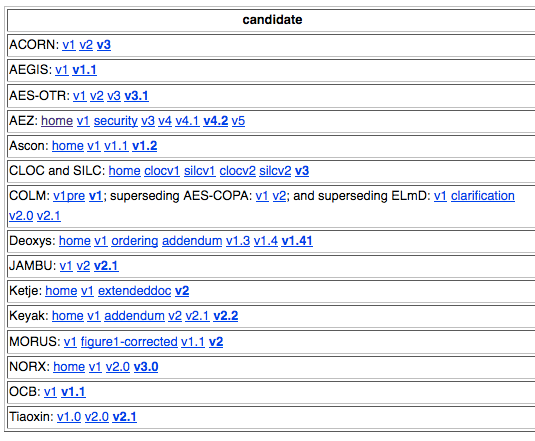 candidate
ACORN: v1 v2 v3
AEGIS: v1 v1.1
AES-OTR: v1 v2 v3 v3.1
AEZ: home v1 security v3 v4 v4.1 v4.2 v5
Ascon: home v1 v1.1 v1.2
CLOC and SILC: home clocv1 silcv1 clocv2 silcv2 v3
COLM: v1pre v1; superseding AES-COPA: v1 v2; and superseding ELmD: v1 clarification
v2.0 v2.1
Deoxys: home v1 ordering addendum v1.3 v1.4 v1.41
JAMBU: v1 v2 v2.1
Ketje: home v1 extendeddoc v2
Keyak: home v1 addendum v2 v2.1 v2.2
MORUS: v1 figure1-corrected v1.1 v2
NORX: home v1 v2.0 v3.0
OCB: v1 v1.1
Tiaoxin: v1.0 v2.0 v2.1